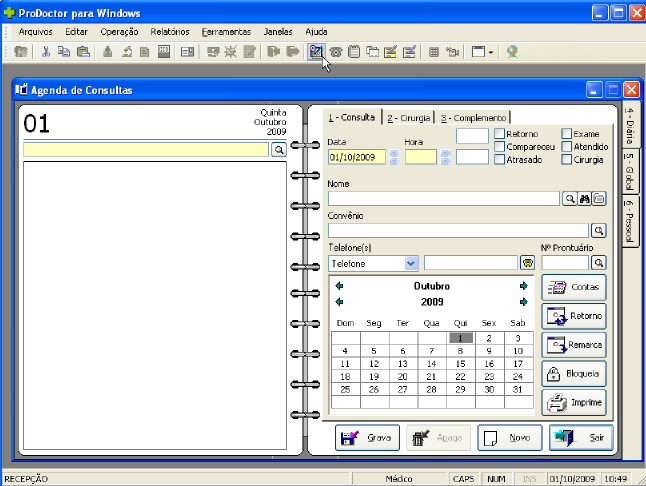 ProDoctor para Windows
Arquivos Editar Operação Relatórios Ferramentas Janelas Ajuda
Agenda de Consultas
01
Quinta
Outubro
2009
1 - Consulta 2 - Cirurgia 3 - Complemento
Data Hora
01/10/2009
Retorno Exame
Compareceu Atendido
Atrasado Cirurgia
Nome
Convênio
Telefone(s) Nº Prontuário
Telefone
Outubro
2009
Dom Seg Ter Qua Qui Sex Sab
1 2 3
4 5 6 7 8 9 10
11 12 13 14 15 16 17
18 19 20 21 22 23 24
25 26 27 28 29 30 31
Contas
Retorno
Remarca
Bloqueia
Imprime
Grava Apaga Novo Sair
4 - Diária
5 - Global
6 - Pessoal
RECEPÇÃO Médico CAPS NUM INS 01/10/2009 10:49